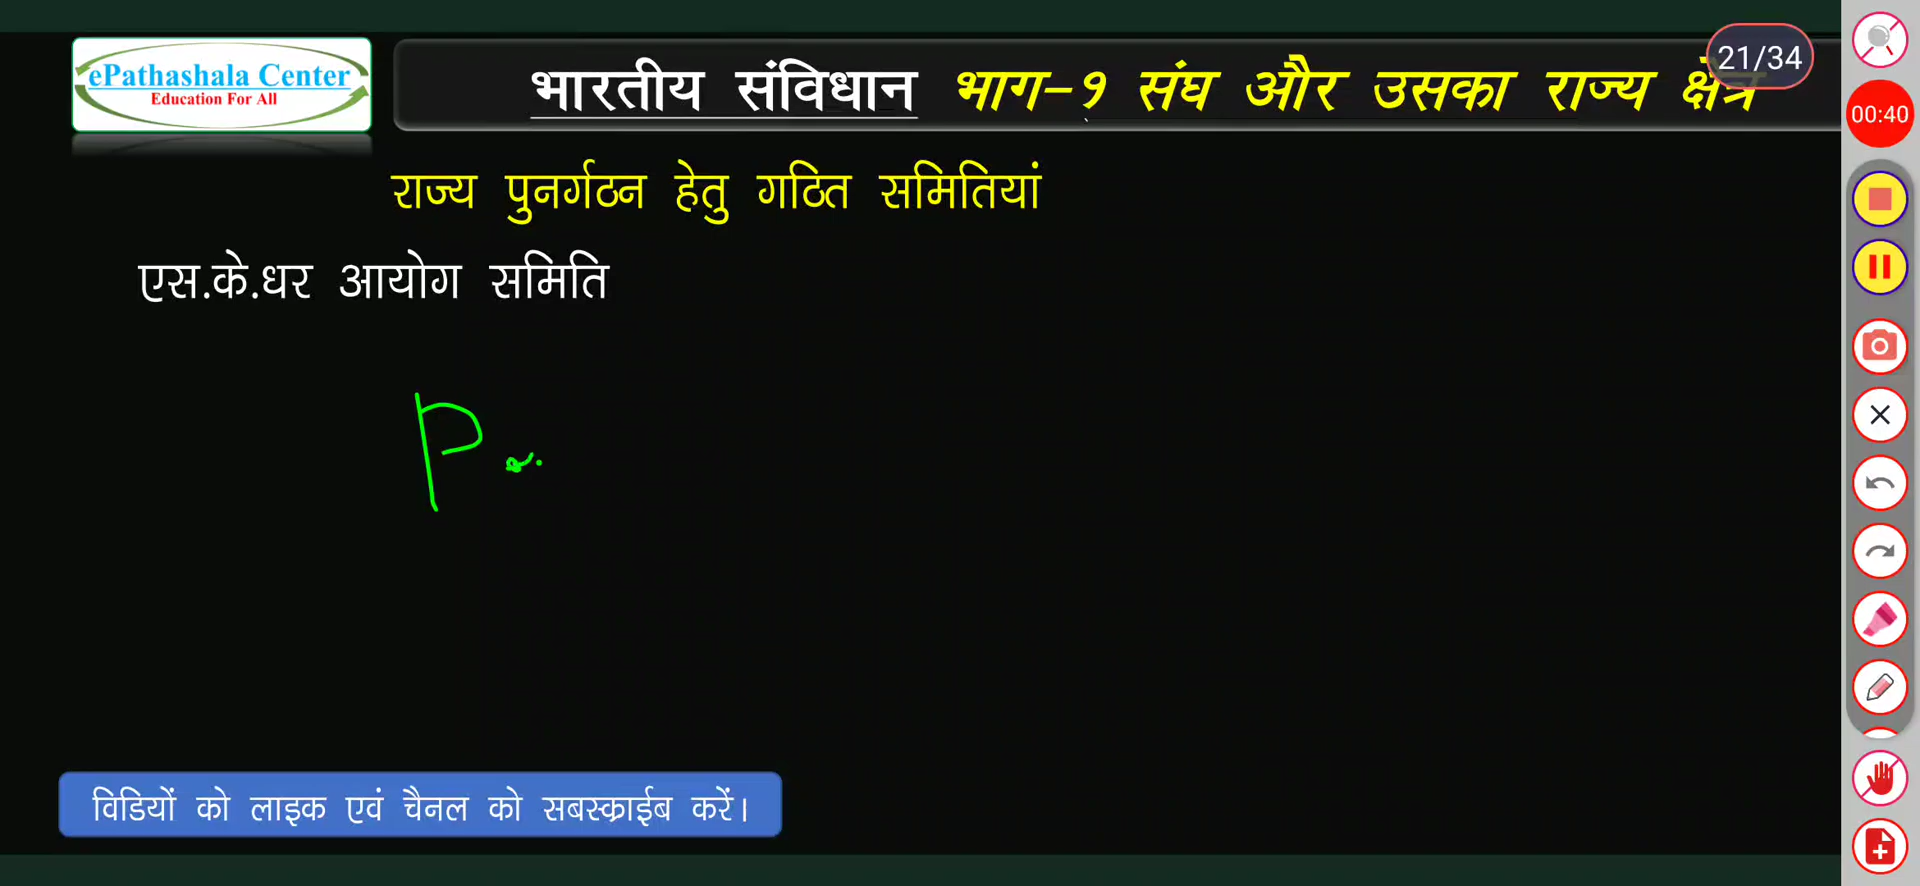 ePathashala Center
Education For All
भारतीय संविधान भाग-१ संघ और उसका राज्य क्षेत्र
21/34
00:40
राज्य पुनर्गठन हेतु गठित समितियां
एस.के.धर आयोग समिति
P
विडियों को लाइक एवं चैनल को सबस्क्राईब करें।